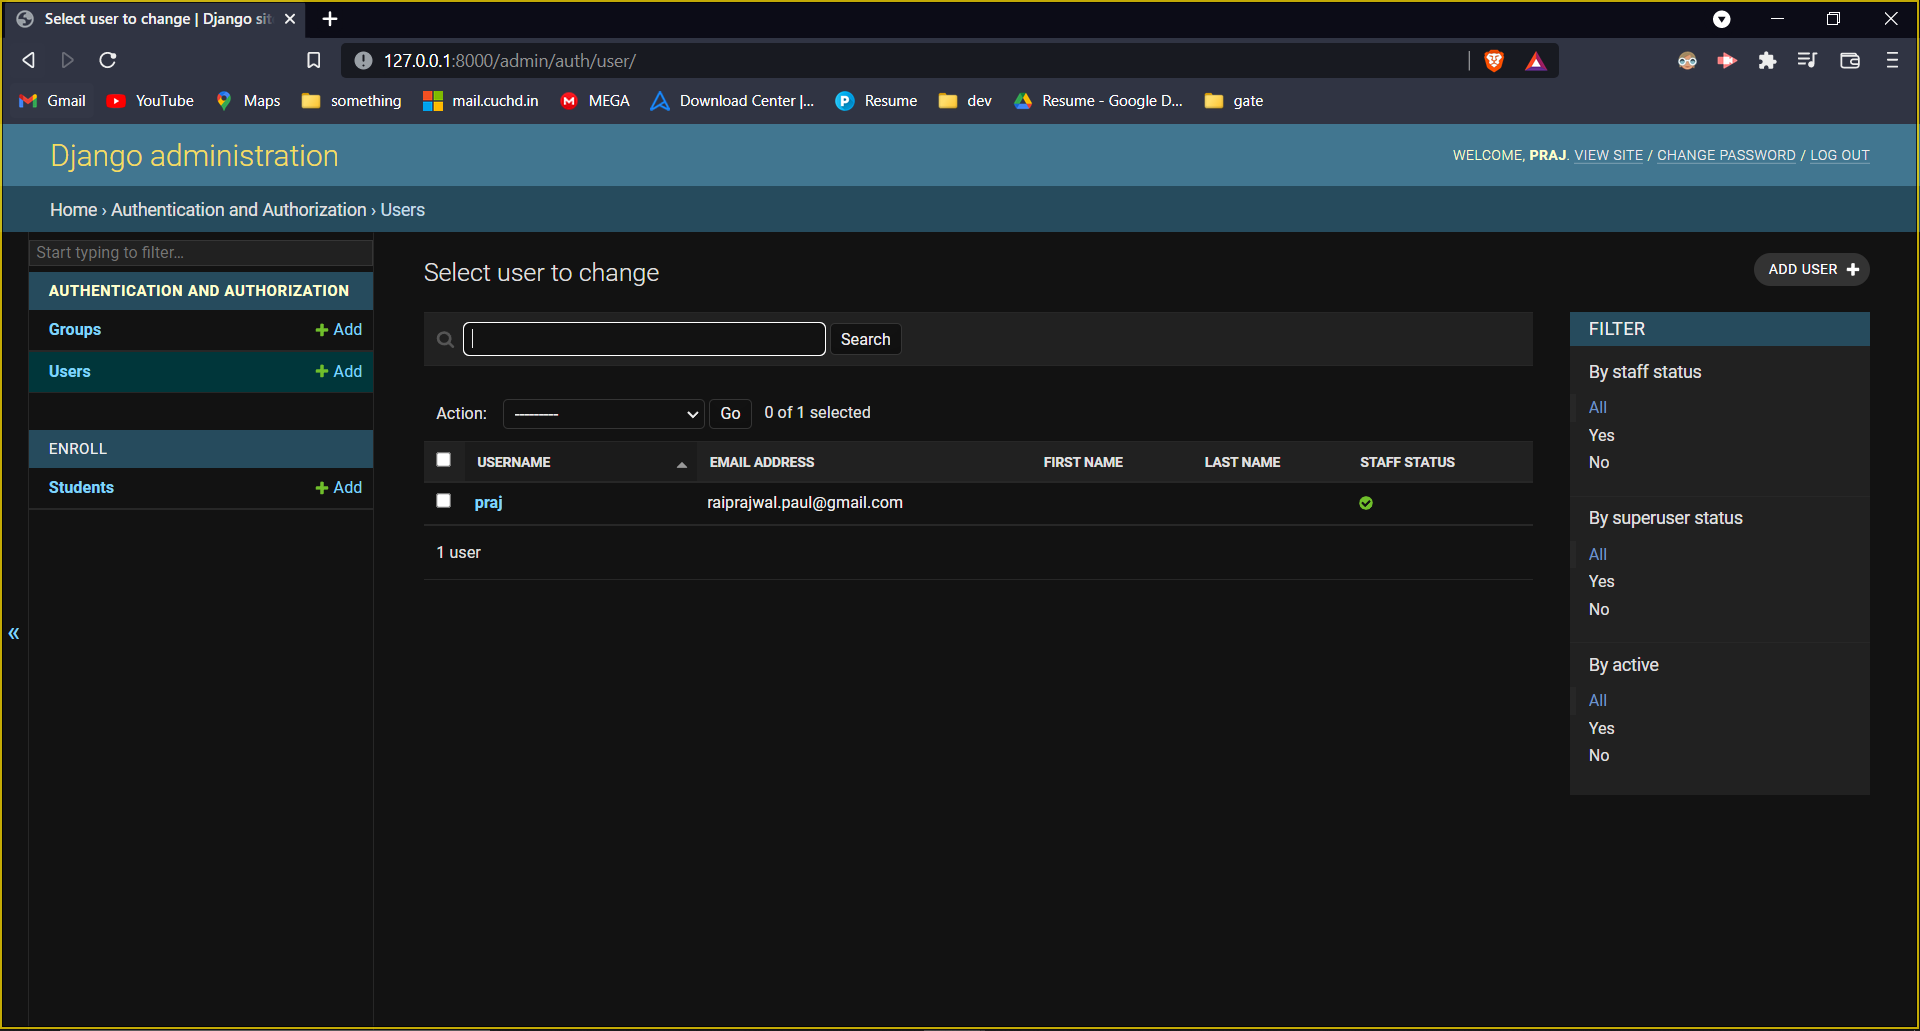 Select user to change | Django sit
127.0.0.1:8000/admin/auth/user/
Gmail YouTube Maps something mail.cuchd.in MEGA Download Center |... Resume dev Resume - Google D... gate
Django administration
WELCOME, PRAJ. VIEW SITE / CHANGE PASSWORD / LOG OUT
Home › Authentication and Authorization › Users
Start typing to filter...
AUTHENTICATION AND AUTHORIZATION
Groups + Add
Users + Add
ENROLL
Students + Add
«
Select user to change
ADD USER +
Search
Action: --------- Go 0 of 1 selected
USERNAME EMAIL ADDRESS FIRST NAME LAST NAME STAFF STATUS
praj raiprajwal.paul@gmail.com
1 user
FILTER
By staff status
All
Yes
No
By superuser status
All
Yes
No
By active
All
Yes
No